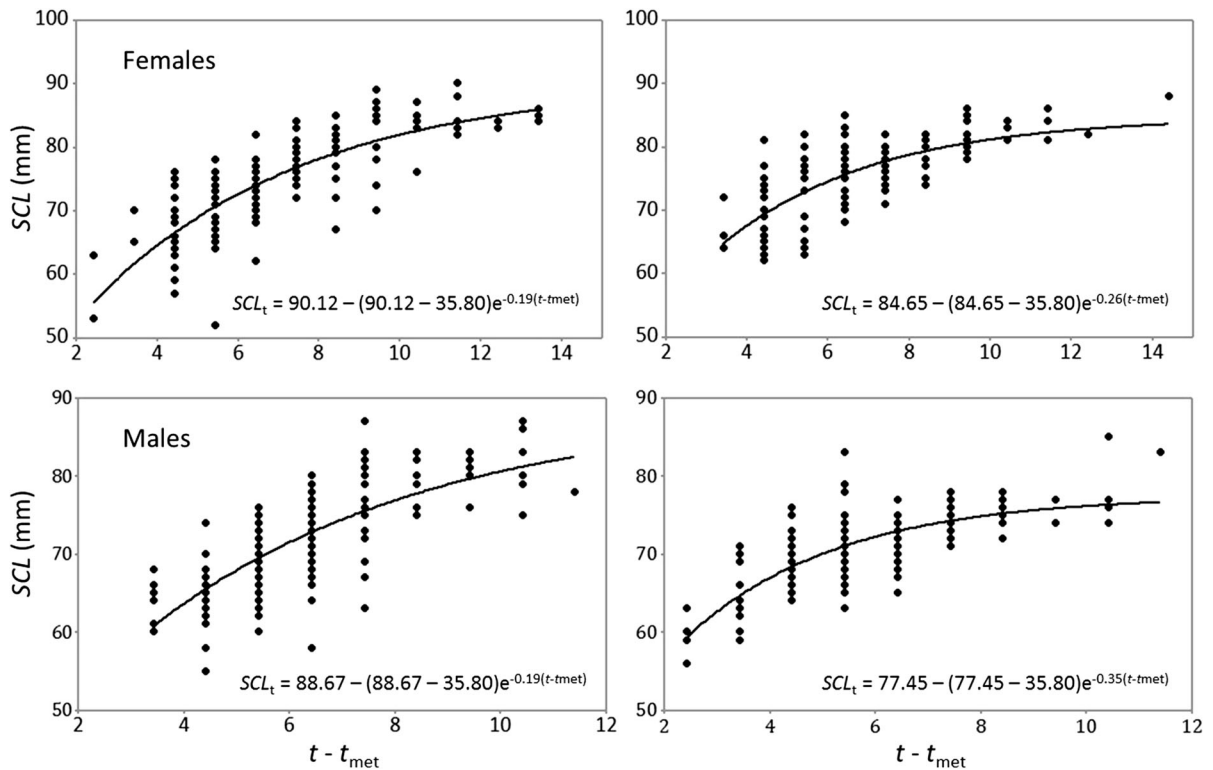 100
90
80
70
60
50
SCL (mm)
Females
SCLt = 90.12 – (90.12 – 35.80)e-0.19(t-tmet)
2 4 6 8 10 12 14
100
90
80
70
60
50
SCLt = 84.65 – (84.65 – 35.80)e-0.26(t-tmet)
2 4 6 8 10 12 14
90
80
70
60
50
SCL (mm)
Males
SCLt = 88.67 – (88.67 – 35.80)e-0.19(t-tmet)
2 4 6 8 10 12
t - tmet
90
80
70
60
50
SCLt = 77.45 – (77.45 – 35.80)e-0.35(t-tmet)
2 4 6 8 10 12
t - tmet